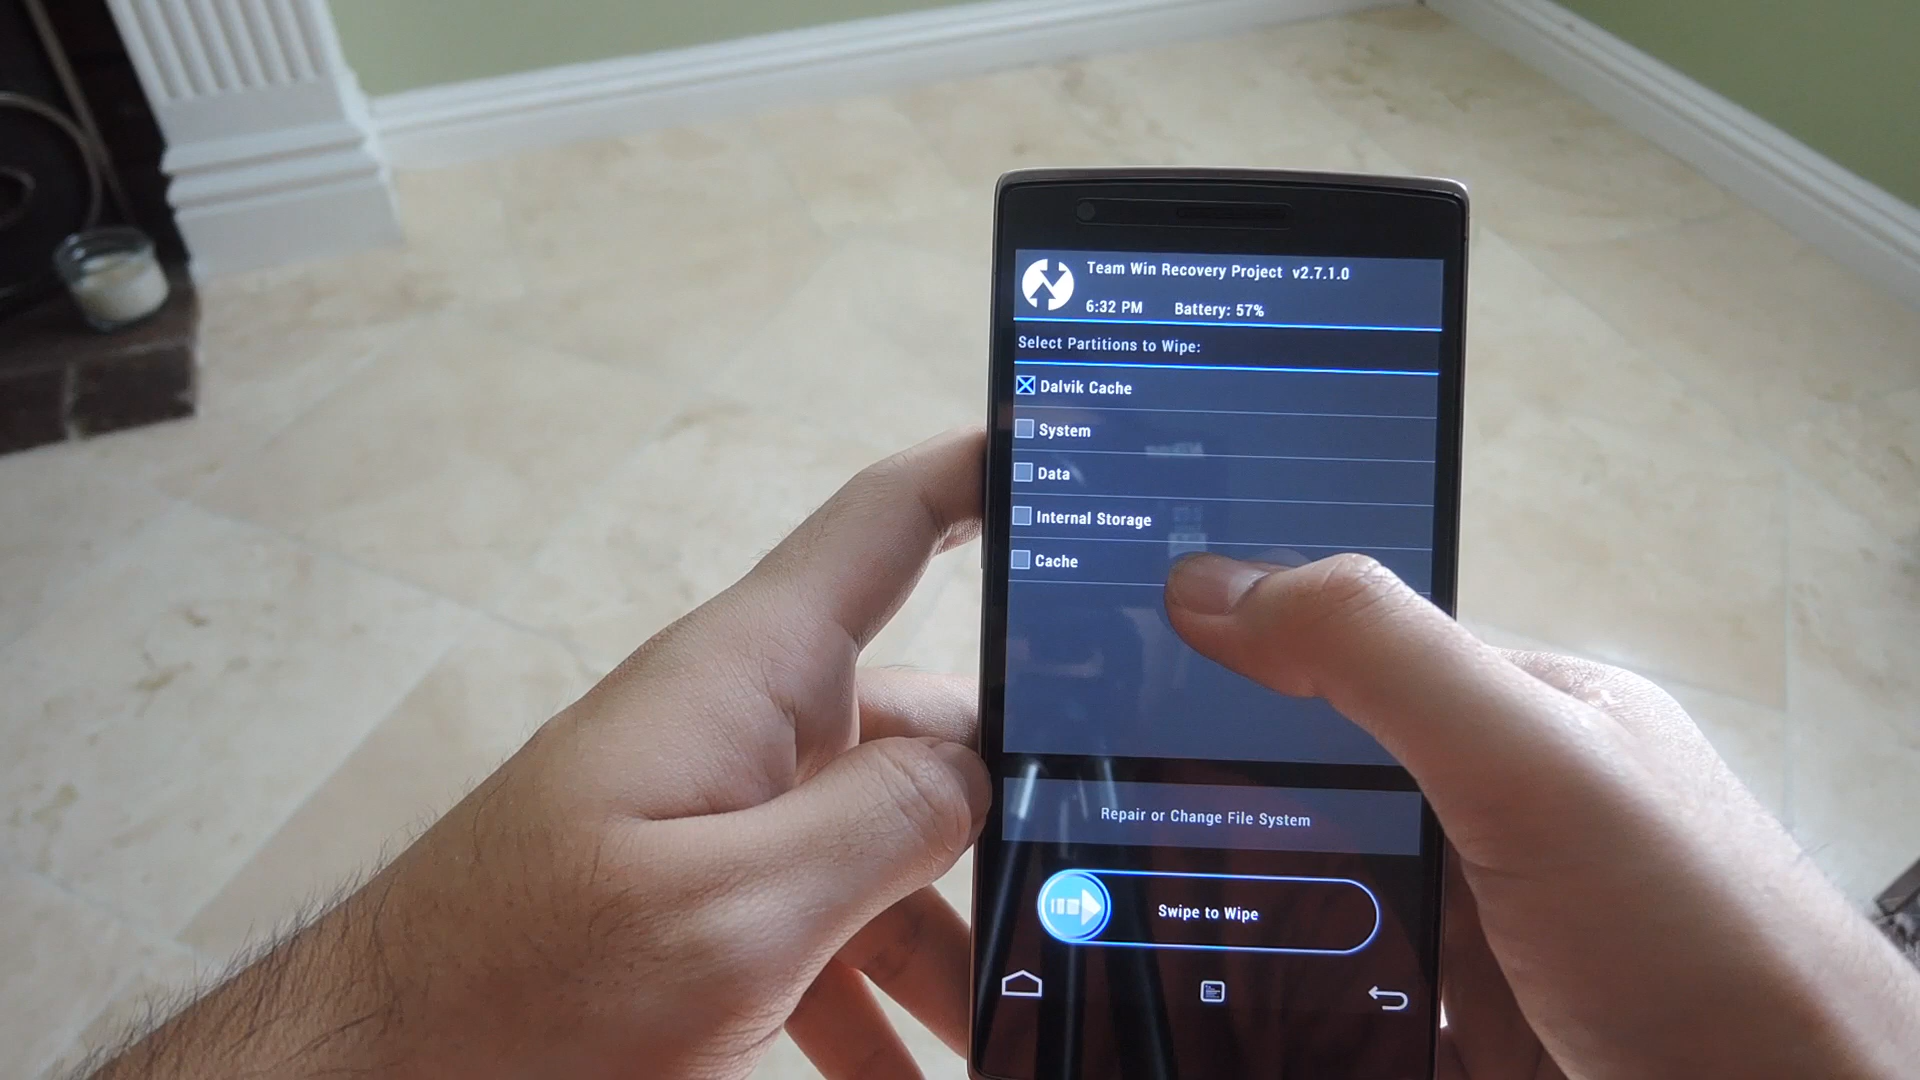 Team Win Recovery Project v2.7.1.0
6:32 PM Battery: 57%
Select Partitions to Wipe:
Dalvik Cache
System
Data
Internal Storage
Cache
Repair or Change File System
Swipe to Wipe